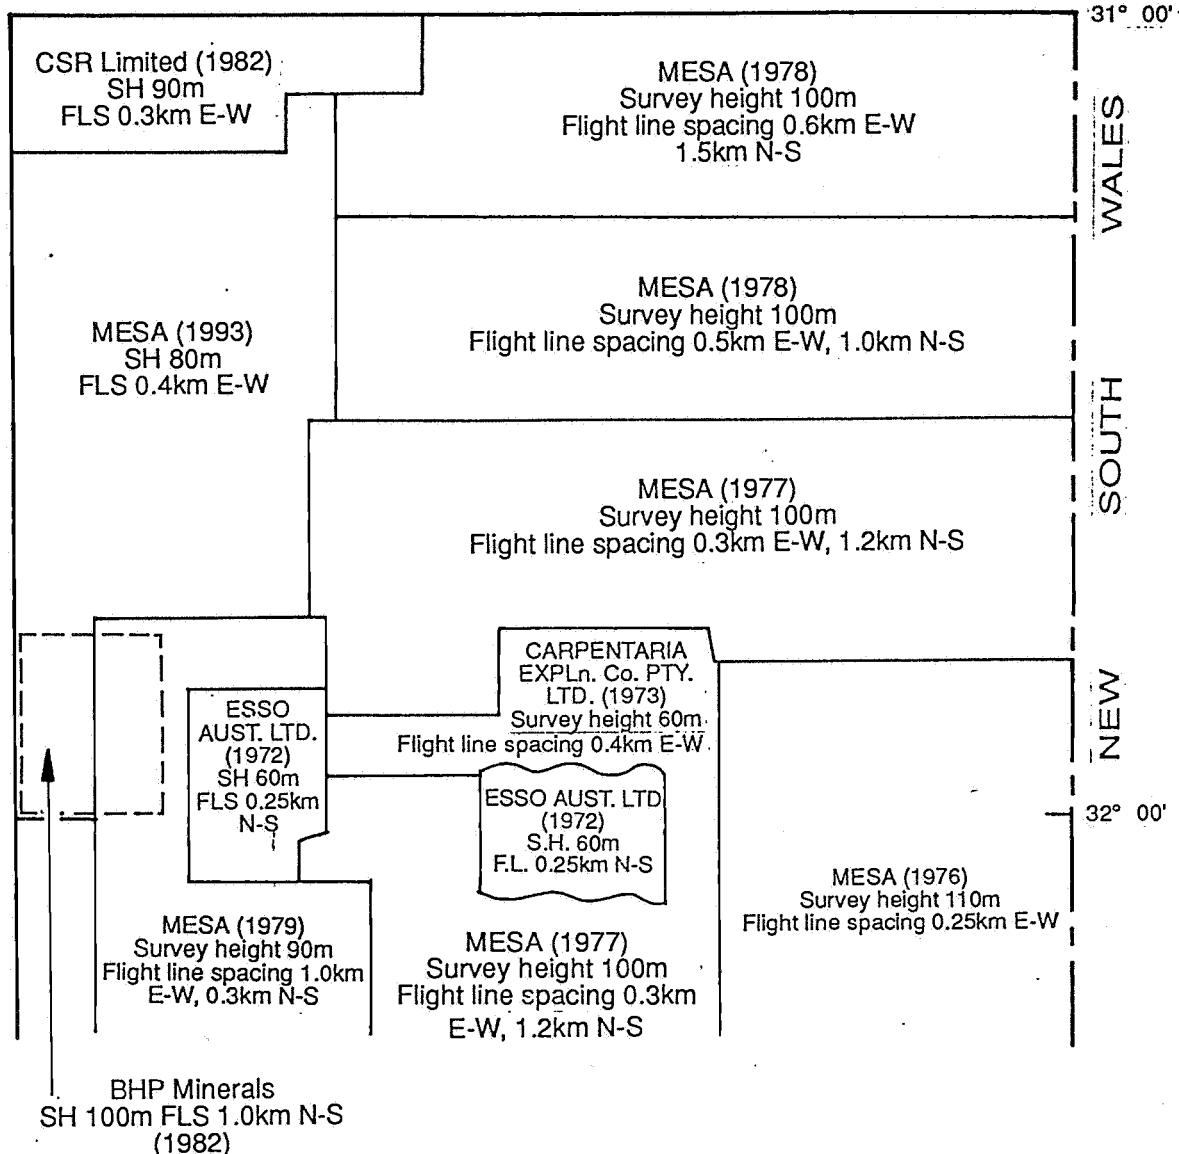 31° 00'
CSR Limited (1982)
SH 90m
FLS 0.3km E-W
MESA (1978)
Survey height 100m
Flight line spacing 0.6km E-W
1.5km N-S
WALES
MESA (1978)
Survey height 100m
Flight line spacing 0.5km E-W, 1.0km N-S
MESA (1993)
SH 80m
FLS 0.4km E-W
SOUTH
MESA (1977)
Survey height 100m
Flight line spacing 0.3km E-W, 1.2km N-S
NEW
CARPENTARIA
EXPLn. Co. PTY.
LTD. (1973)
Survey height 60m
Flight line spacing 0.4km E-W
ESSO
AUST. LTD.
(1972)
SH 60m
FLS 0.25km
N-S
ESSO AUST. LTD
(1972)
S.H. 60m
F.L. 0.25km N-S
32° 00'
MESA (1976)
Survey height 110m
Flight line spacing 0.25km E-W
MESA (1979)
Survey height 90m
Flight line spacing 1.0km
E-W, 0.3km N-S
MESA (1977)
Survey height 100m
Flight line spacing 0.3km
E-W, 1.2km N-S
BHP Minerals
SH 100m FLS 1.0km N-S
(1982)